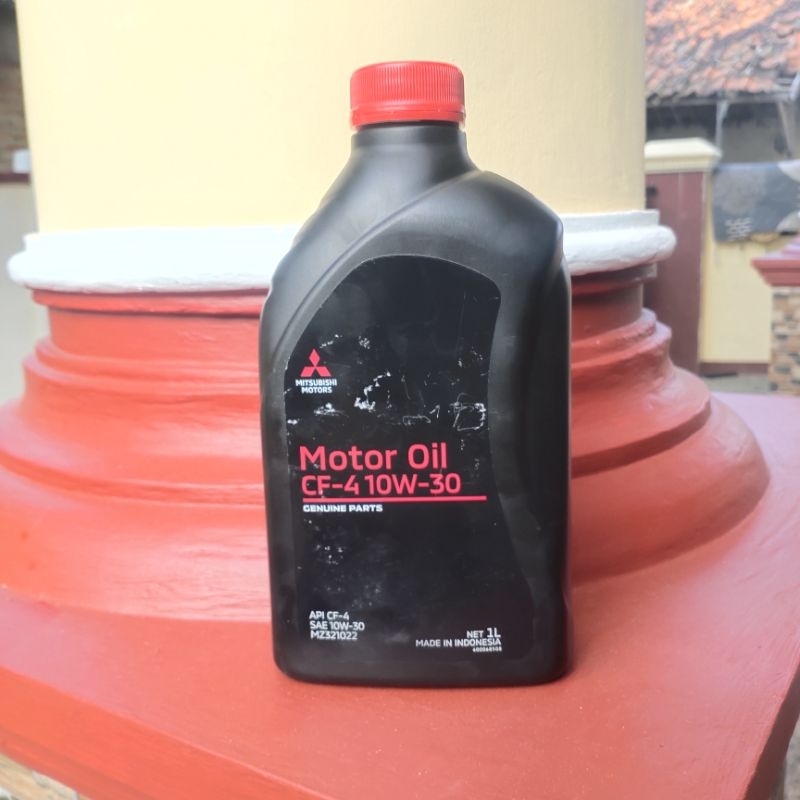 MITSUBISHI
MOTORS
Motor Oil
CF-4 10W-30
GENUINE PARTS
API CF-4
SAE 10W-30
MZ321022
NET 1L
MADE IN INDONESIA